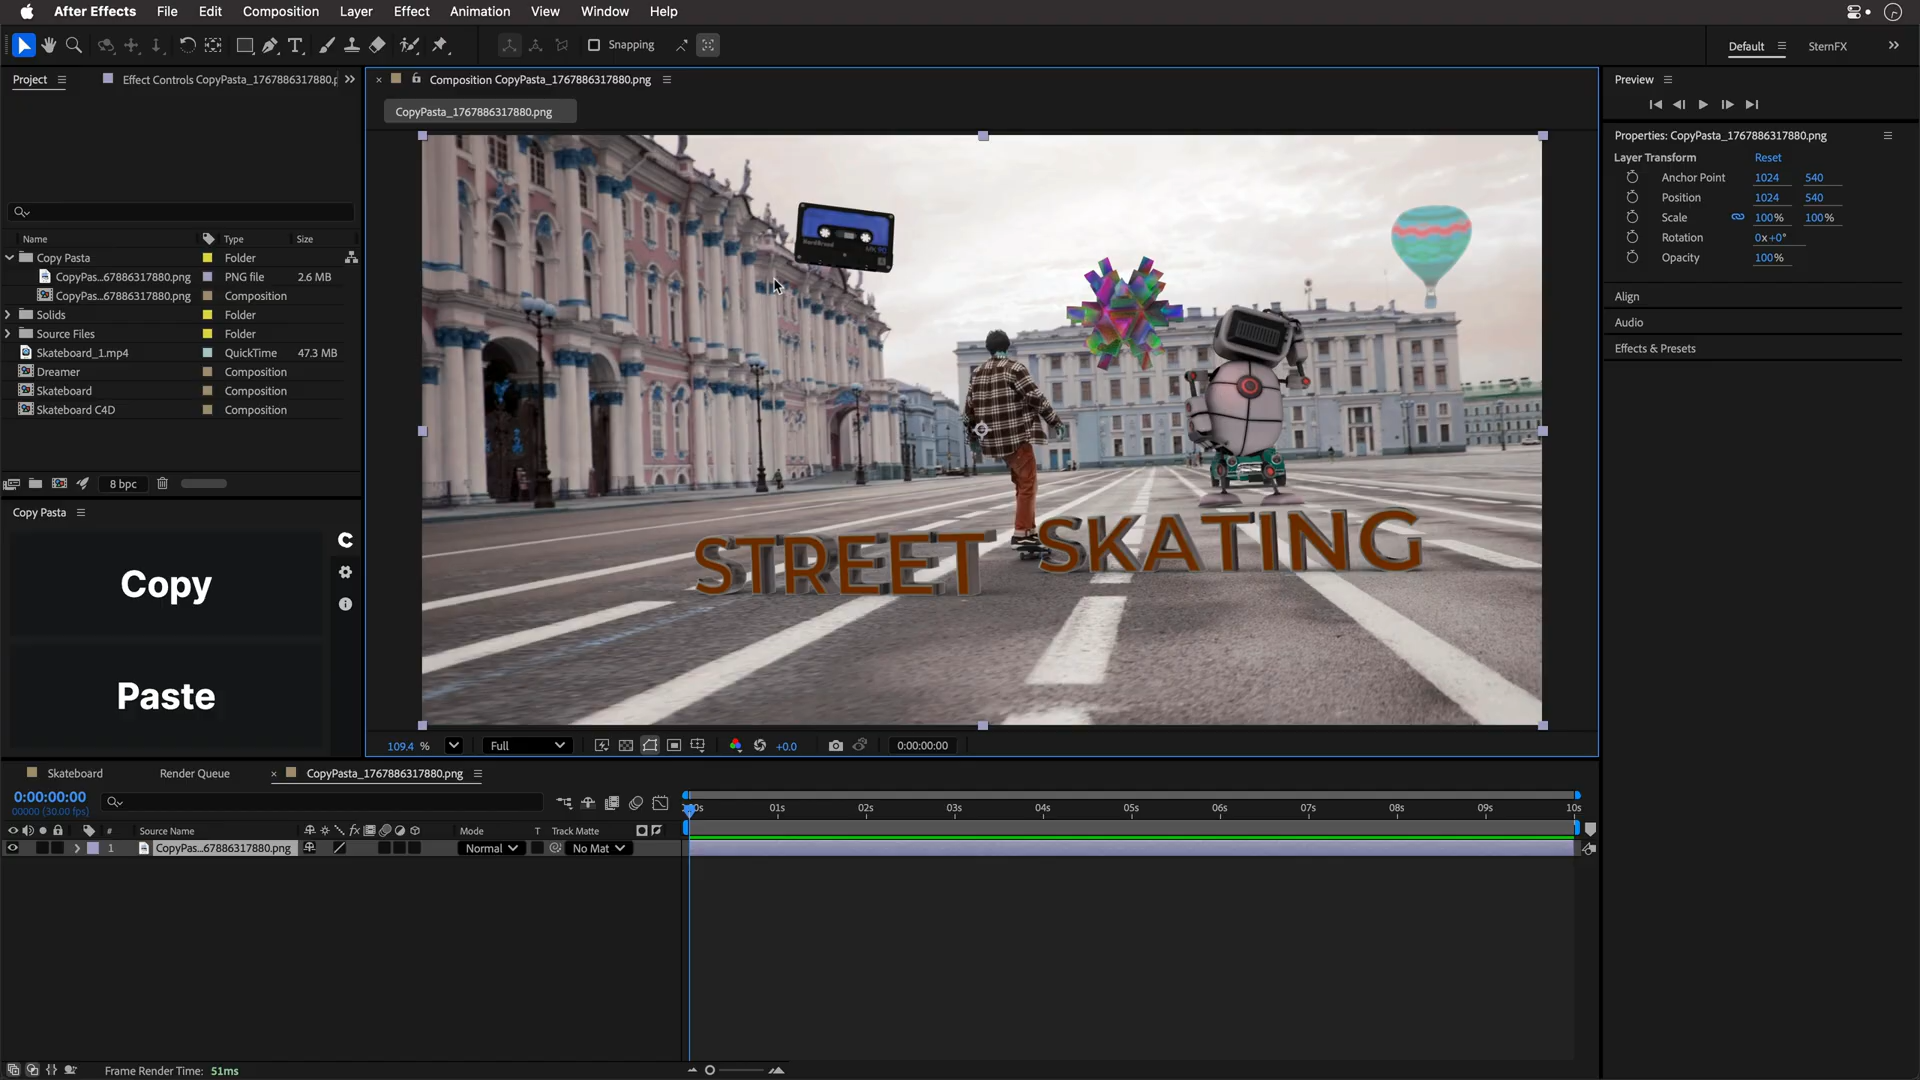 After Effects File Edit Composition Layer Effect Animation View Window Help
Snapping
Default
SternFX
Project
Effect Controls CopyPasta_1767886317880.p
Composition CopyPasta_1767886317880.png
CopyPasta_1767886317880.png
Name Type Size
Copy Pasta Folder
CopyPas...67886317880.png PNG file 2.6 MB
CopyPas...67886317880.png Composition
Solids Folder
Source Files Folder
Skateboard_1.mp4 QuickTime 47.3 MB
Dreamer Composition
Skateboard Composition
Skateboard C4D Composition
8 bpc
Copy Pasta
Copy
Paste
MK 90
STREET SKATING
109.4 %
Full
+0.0
0:00:00:00
Preview
Properties: CopyPasta_1767886317880.png
Layer Transform Reset
Anchor Point 1024 540
Position 1024 540
Scale 100% 100%
Rotation 0x+0°
Opacity 100%
Align
Audio
Effects & Presets
Skateboard
Render Queue
CopyPasta_1767886317880.png
0:00:00:00
00000 (30.00 fps)
01s 02s 03s 04s 05s 06s 07s 08s 09s 10s
# Source Name fx Mode T Track Matte
1 CopyPas...67886317880.png Normal No Mat
Frame Render Time: 51ms